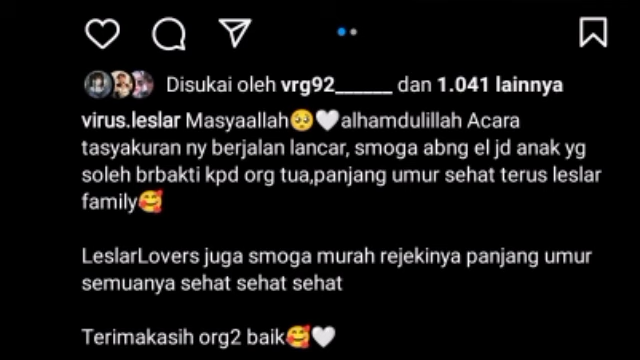 Disukai oleh vrg92______ dan 1.041 lainnya
virus.leslar Masyaallah🥺🤍alhamdulillah Acara
tasyakuran ny berjalan lancar, smoga abng el jd anak yg
soleh brbakti kpd org tua,panjang umur sehat terus leslar
family🥰
LeslarLovers juga smoga murah rejekinya panjang umur
semuanya sehat sehat sehat
Terimakasih org2 baik🥰🤍